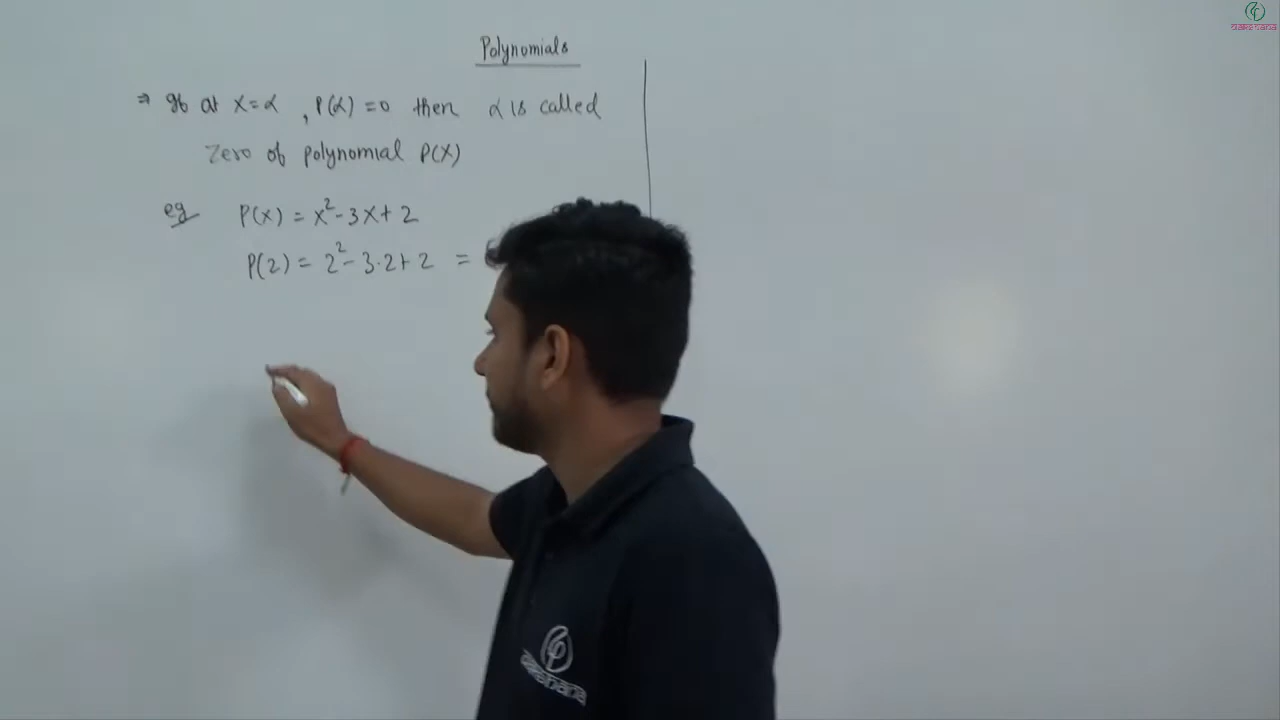 Polynomials
⇒ If at x=α , P(α)=0 then α is called
Zero of polynomial P(x)
eg P(x) = x²-3x+2
P(2) = 2²-3·2+2 =